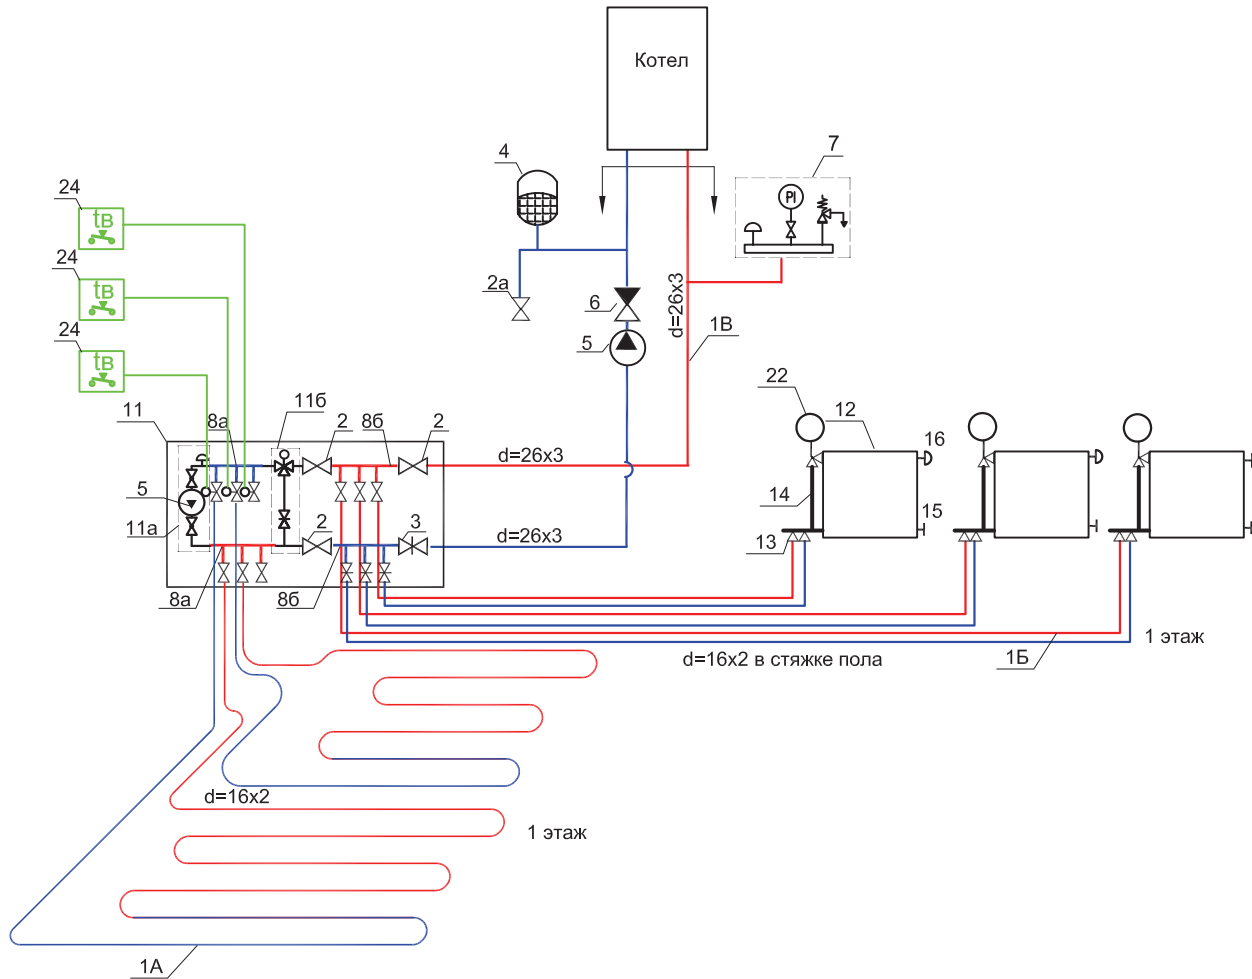 Котел
4
7
PI
24
tв
24
tв
2а
6
d=26x3
1В
5
24
tв
22
12
11
8а
11б
2
8б
2
16
d=26x3
14
5
15
11а
2
3
d=26x3
13
8а
8б
1 этаж
d=16x2 в стяжке пола
1Б
d=16x2
1 этаж
1А